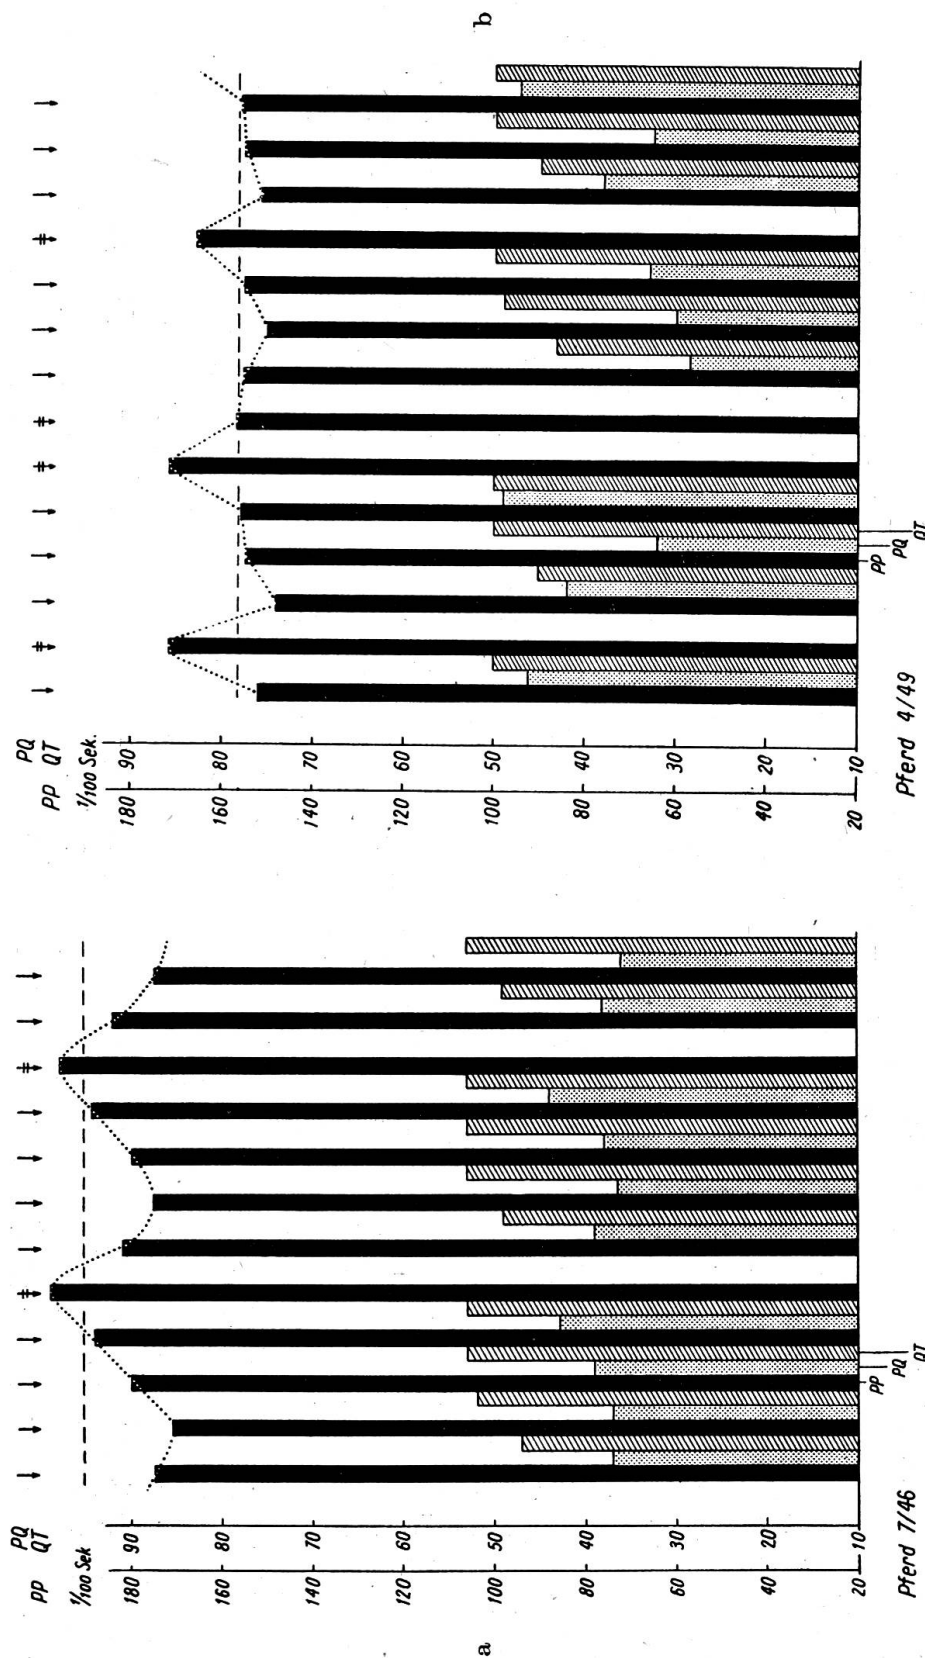 a
PP PQ
QT
1/100 Sek
180 90
160 80
140 70
120 60
100 50
80 40
60 30
40 20
20 10
PP
PQ
QT
Pferd 7/46
b
PP PQ
QT
1/100 Sek.
180 90
160 80
140 70
120 60
100 50
80 40
60 30
40 20
20 10
PP
PQ
QT
Pferd 4/49